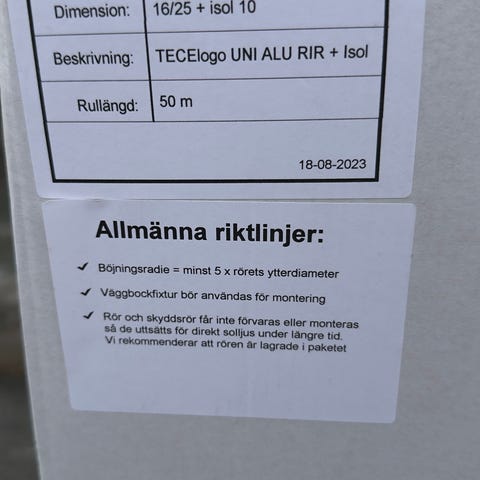 Dimension: 16/25 + isol 10
Beskrivning: TECElogo UNI ALU RIR + Isol
Rullängd: 50 m
18-08-2023
Allmänna riktlinjer:
✓ Böjningsradie = minst 5 x rörets ytterdiameter
✓ Väggbockfixtur bör användas för montering
✓ Rör och skyddsrör får inte förvaras eller monteras
så de uttsätts för direkt solljus under längre tid.
Vi rekommenderar att rören är lagrade i paketet